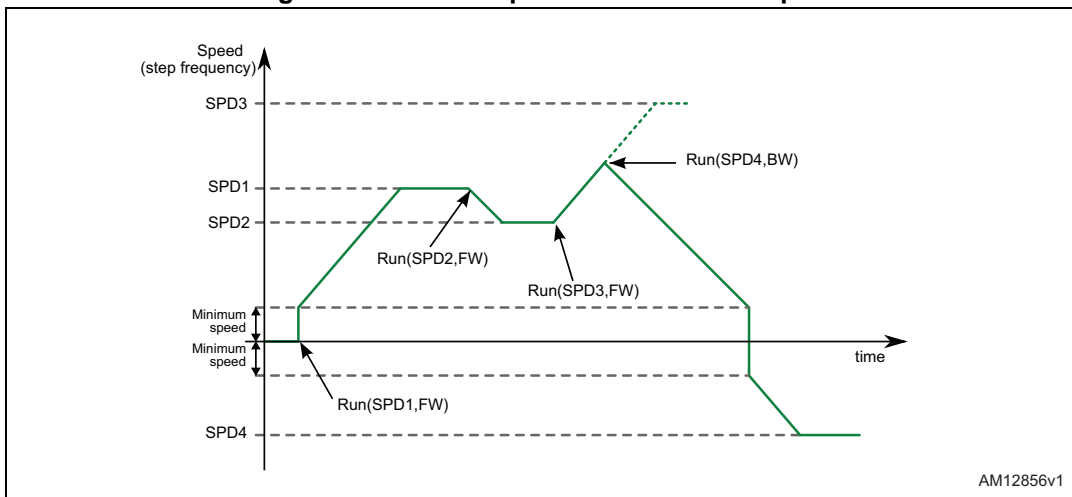 Speed
(step frequency)
SPD3
Run(SPD4,BW)
SPD1
SPD2
Run(SPD2,FW)
Run(SPD3,FW)
Minimum
speed
Minimum
speed
time
Run(SPD1,FW)
SPD4
AM12856v1